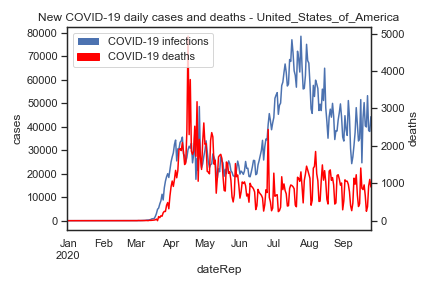 New COVID-19 daily cases and deaths - United_States_of_America
COVID-19 infections
COVID-19 deaths
80000
70000
60000
50000
40000
30000
20000
10000
0
cases
5000
4000
3000
2000
1000
0
deaths
Jan Feb Mar Apr May Jun Jul Aug Sep
2020
dateRep